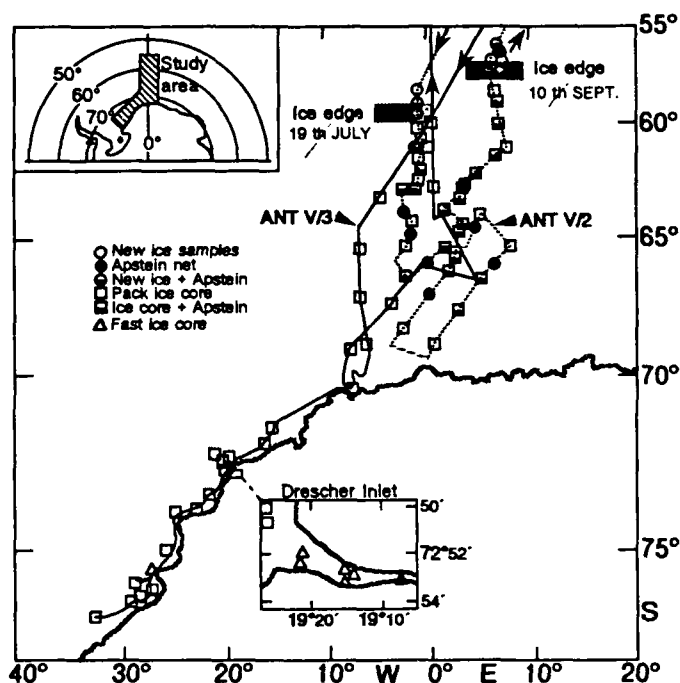 55°
50°
60°
70°
Study
area
0°
Ice edge
10 th SEPT.
Ice edge
19 th JULY
60°
ANT V/3
ANT V/2
New ice samples
Apstein net
New ice + Apstein
Pack ice core
Ice core + Apstein
Fast ice core
65°
70°
Drescher Inlet
50´
72°52´
54´
19°20´
19°10´
75°
S
40°
30°
20°
10°
W
0°
E
10°
20°